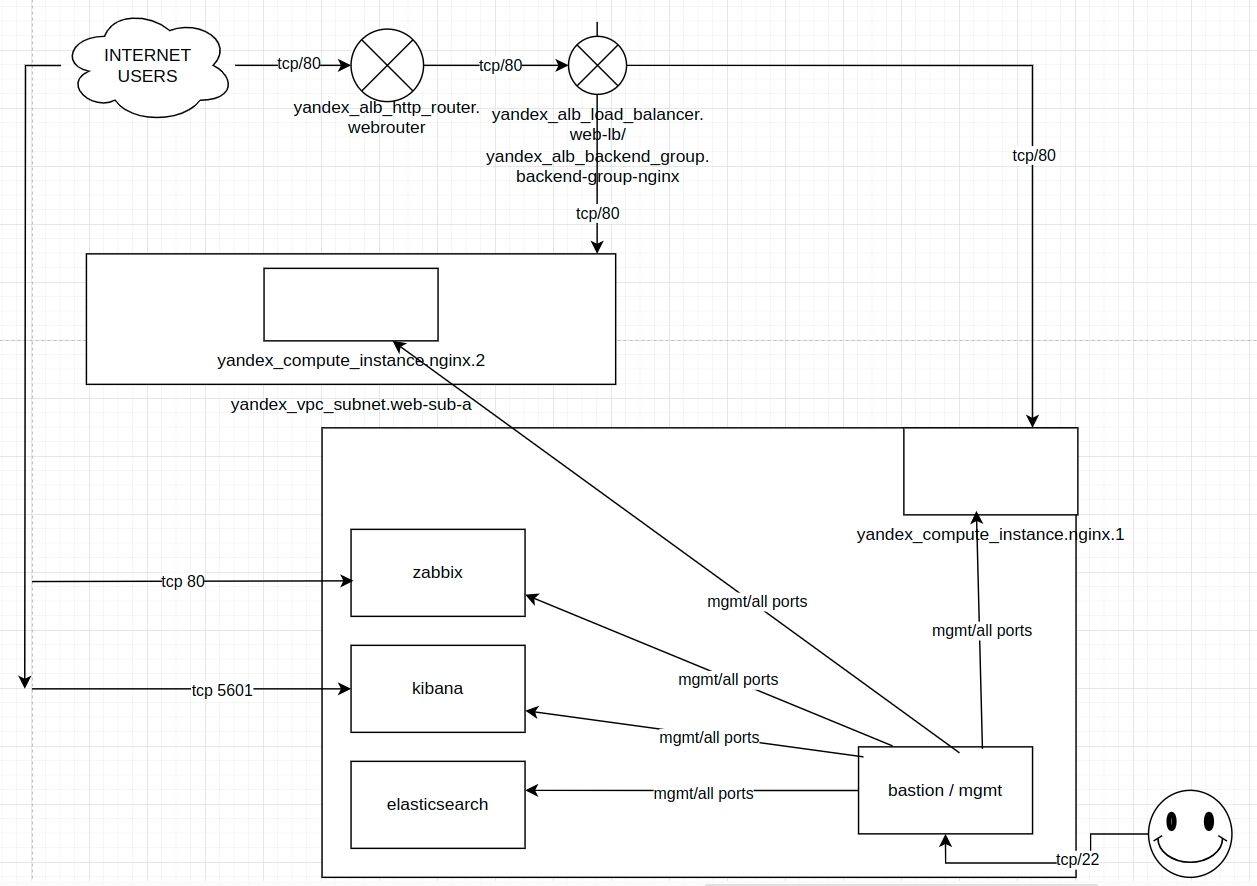 INTERNET
USERS
tcp/80
tcp/80
yandex_alb_http_router.
webrouter
yandex_alb_load_balancer.
web-lb/
yandex_alb_backend_group.
backend-group-nginx
tcp/80
tcp/80
yandex_compute_instance.nginx.2
yandex_vpc_subnet.web-sub-a
yandex_compute_instance.nginx.1
zabbix
tcp 80
mgmt/all ports
mgmt/all ports
mgmt/all ports
kibana
tcp 5601
mgmt/all ports
elasticsearch
mgmt/all ports
bastion / mgmt
tcp/22